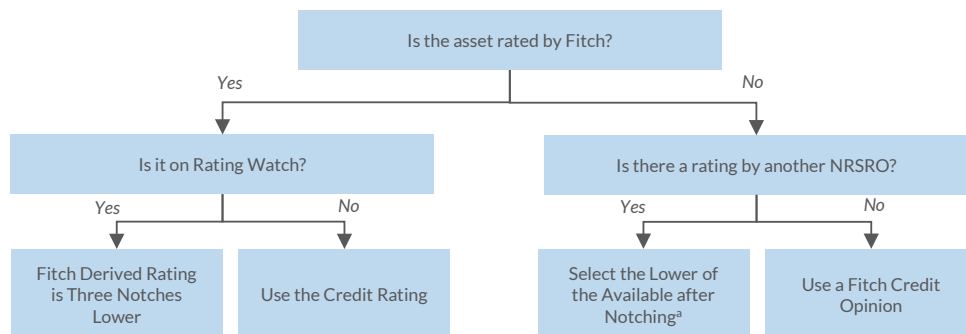 Is the asset rated by Fitch?
Yes
No
Is it on Rating Watch?
Is there a rating by another NRSRO?
Yes
No
Yes
No
Fitch Derived Rating
is Three Notches
Lower
Use the Credit Rating
Select the Lower of
the Available after
Notchingᵃ
Use a Fitch Credit
Opinion